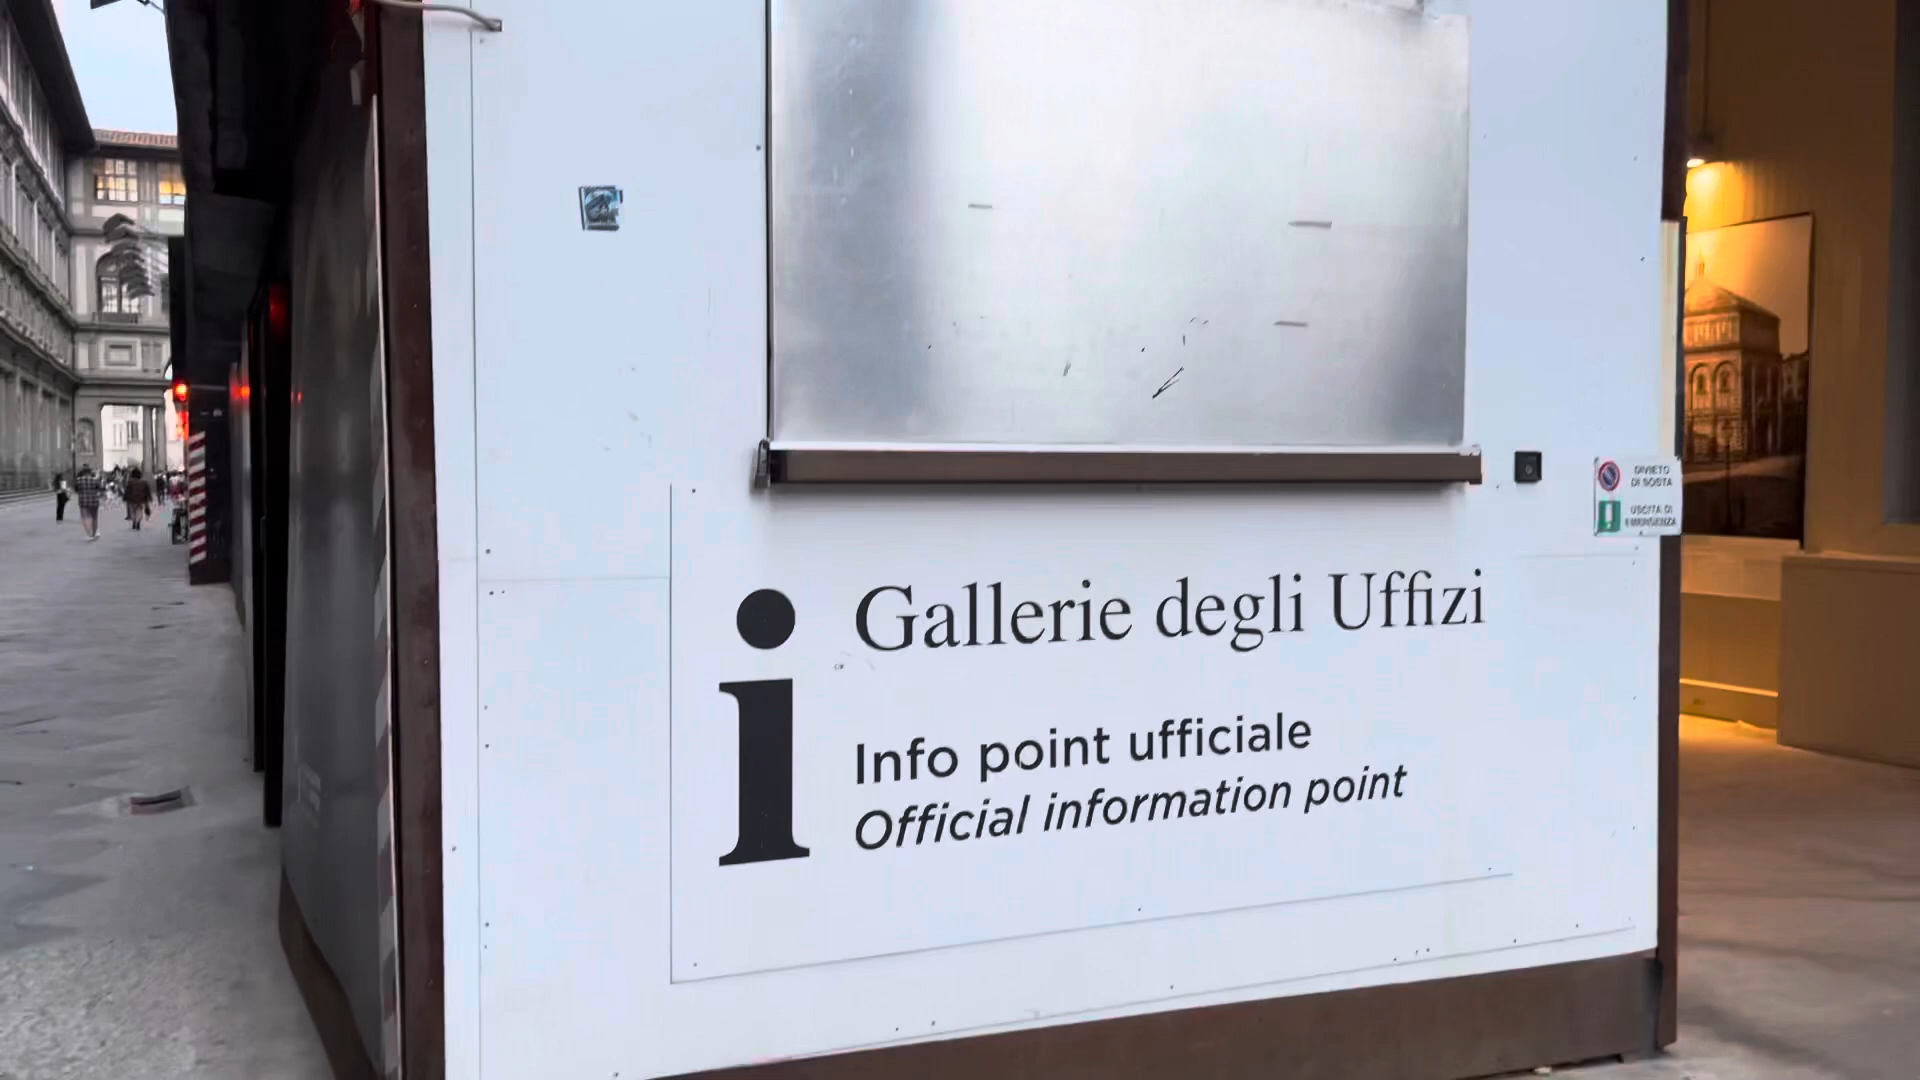 DIVIETO
DI SOSTA
USCITA DI
EMERGENZA
i
Gallerie degli Uffizi
Info point ufficiale
Official information point